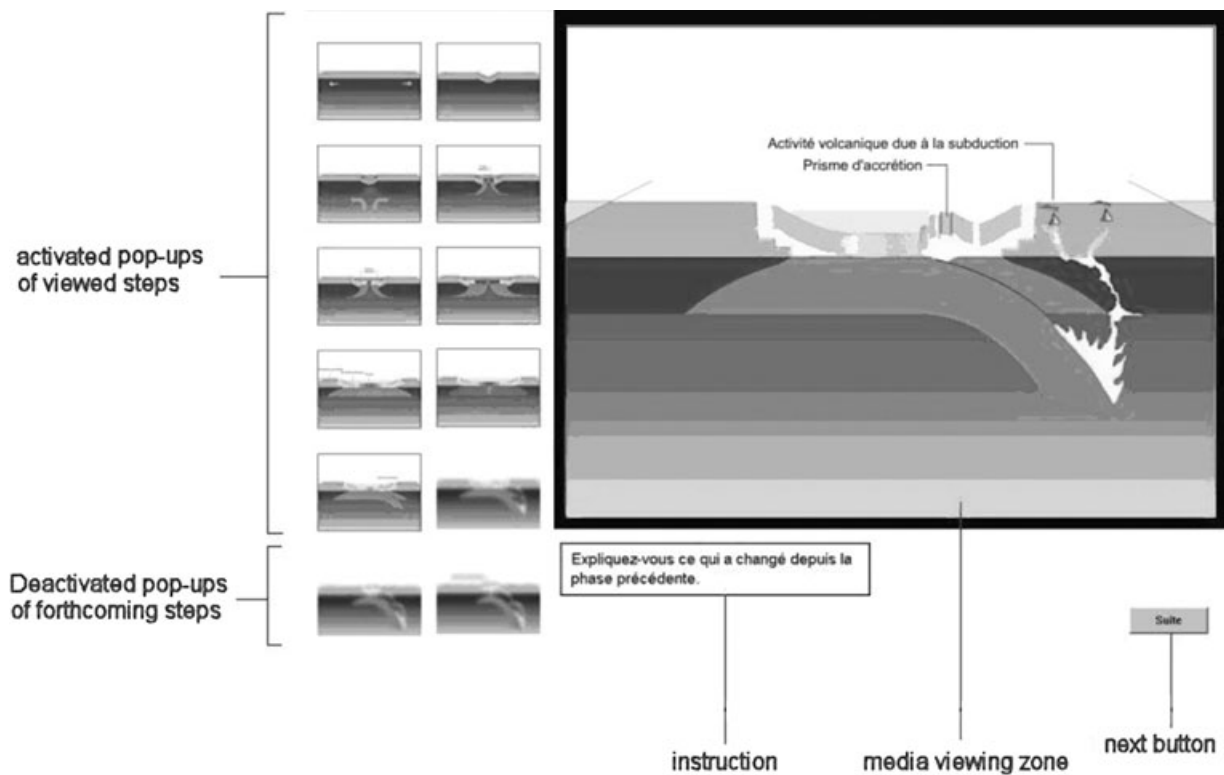 Activité volcanique due à la subduction
Prisme d'accrétion
activated pop-ups
of viewed steps
Expliquez-vous ce qui a changé depuis la
phase précédente.
Deactivated pop-ups
of forthcoming steps
Suite
instruction
media viewing zone
next button